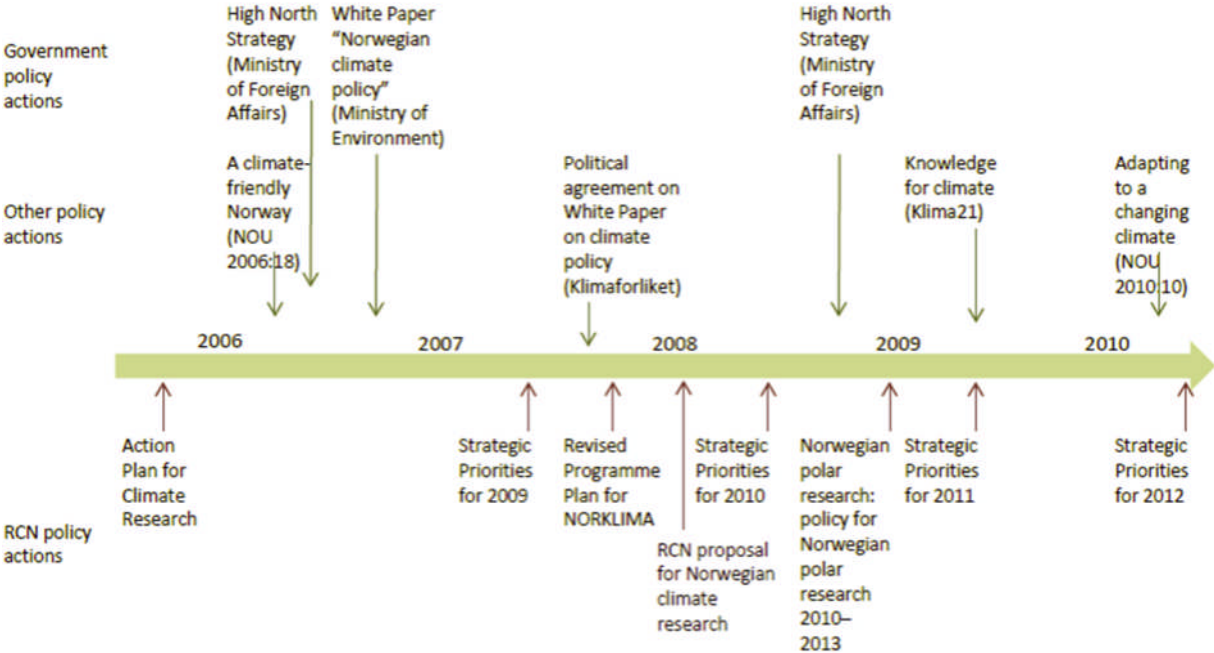 Government
policy
actions
High North
Strategy
(Ministry
of Foreign
Affairs)
White Paper
“Norwegian
climate
policy”
(Ministry of
Environment)
High North
Strategy
(Ministry
of Foreign
Affairs)
Other policy
actions
A climate-
friendly
Norway
(NOU
2006:18)
Political
agreement on
White Paper
on climate
policy
(Klimaforliket)
Knowledge
for climate
(Klima21)
Adapting
to a
changing
climate
(NOU
2010:10)
2006
2007
2008
2009
2010
RCN policy
actions
Action
Plan for
Climate
Research
Strategic
Priorities
for 2009
Revised
Programme
Plan for
NORKLIMA
RCN proposal
for Norwegian
climate
research
Strategic
Priorities
for 2010
Norwegian
polar
research:
policy for
Norwegian
polar
research
2010–
2013
Strategic
Priorities
for 2011
Strategic
Priorities
for 2012